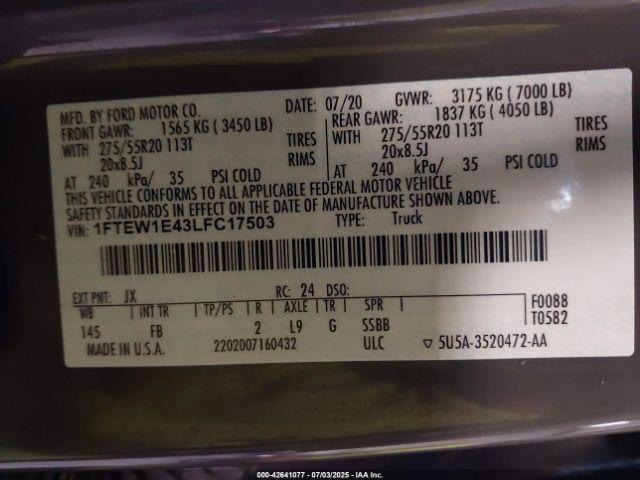 MFD. BY FORD MOTOR CO. DATE: 07/20 GVWR: 3175 KG ( 7000 LB)
FRONT GAWR: 1565 KG ( 3450 LB) REAR GAWR: 1837 KG ( 4050 LB)
WITH 275/55R20 113T TIRES WITH 275/55R20 113T TIRES
20x8.5J RIMS 20x8.5J RIMS
AT 240 kPa/ 35 PSI COLD AT 240 kPa/ 35 PSI COLD
THIS VEHICLE CONFORMS TO ALL APPLICABLE FEDERAL MOTOR VEHICLE
SAFETY STANDARDS IN EFFECT ON THE DATE OF MANUFACTURE SHOWN ABOVE.
VIN: 1FTEW1E43LFC17503 TYPE: Truck
EXT PNT: JX RC: 24 DSO:
WB INT TR TP/PS R AXLE TR SPR F0088
145 FB 2 L9 G SSBB T0582
MADE IN U.S.A. 2202007160432 ULC ▽ 5U5A-3520472-AA
000-42641077 - 07/03/2025 - IAA Inc.